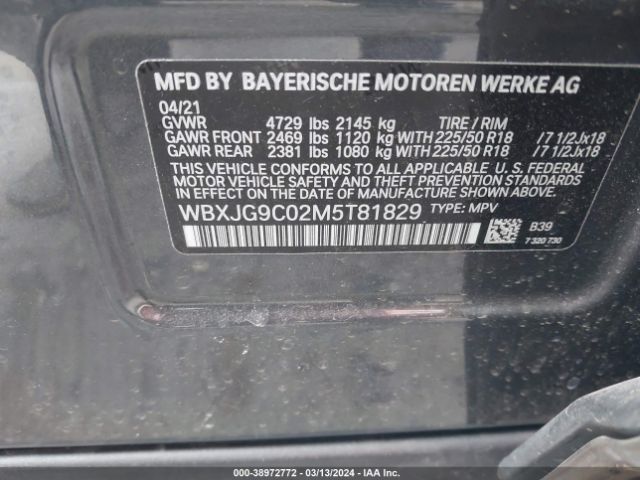 MFD BY BAYERISCHE MOTOREN WERKE AG
04/21
GVWR 4729 lbs 2145 kg TIRE / RIM
GAWR FRONT 2469 lbs 1120 kg WITH 225/50 R18 /7 1/2Jx18
GAWR REAR 2381 lbs 1080 kg WITH 225/50 R18 /7 1/2Jx18
THIS VEHICLE CONFORMS TO ALL APPLICABLE U. S. FEDERAL
MOTOR VEHICLE SAFETY AND THEFT PREVENTION STANDARDS
IN EFFECT ON THE DATE OF MANUFACTURE SHOWN ABOVE.
WBXJG9C02M5T81829 TYPE: MPV
B39
7 320 730
000-38972772 - 03/13/2024 - IAA Inc.